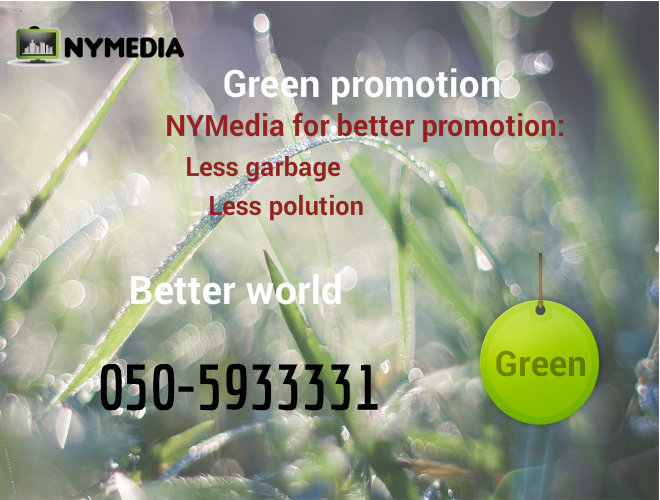 NYMEDIA
Green promotion
NYMedia for better promotion:
Less garbage
Less polution
Better world
050-5933331
Green